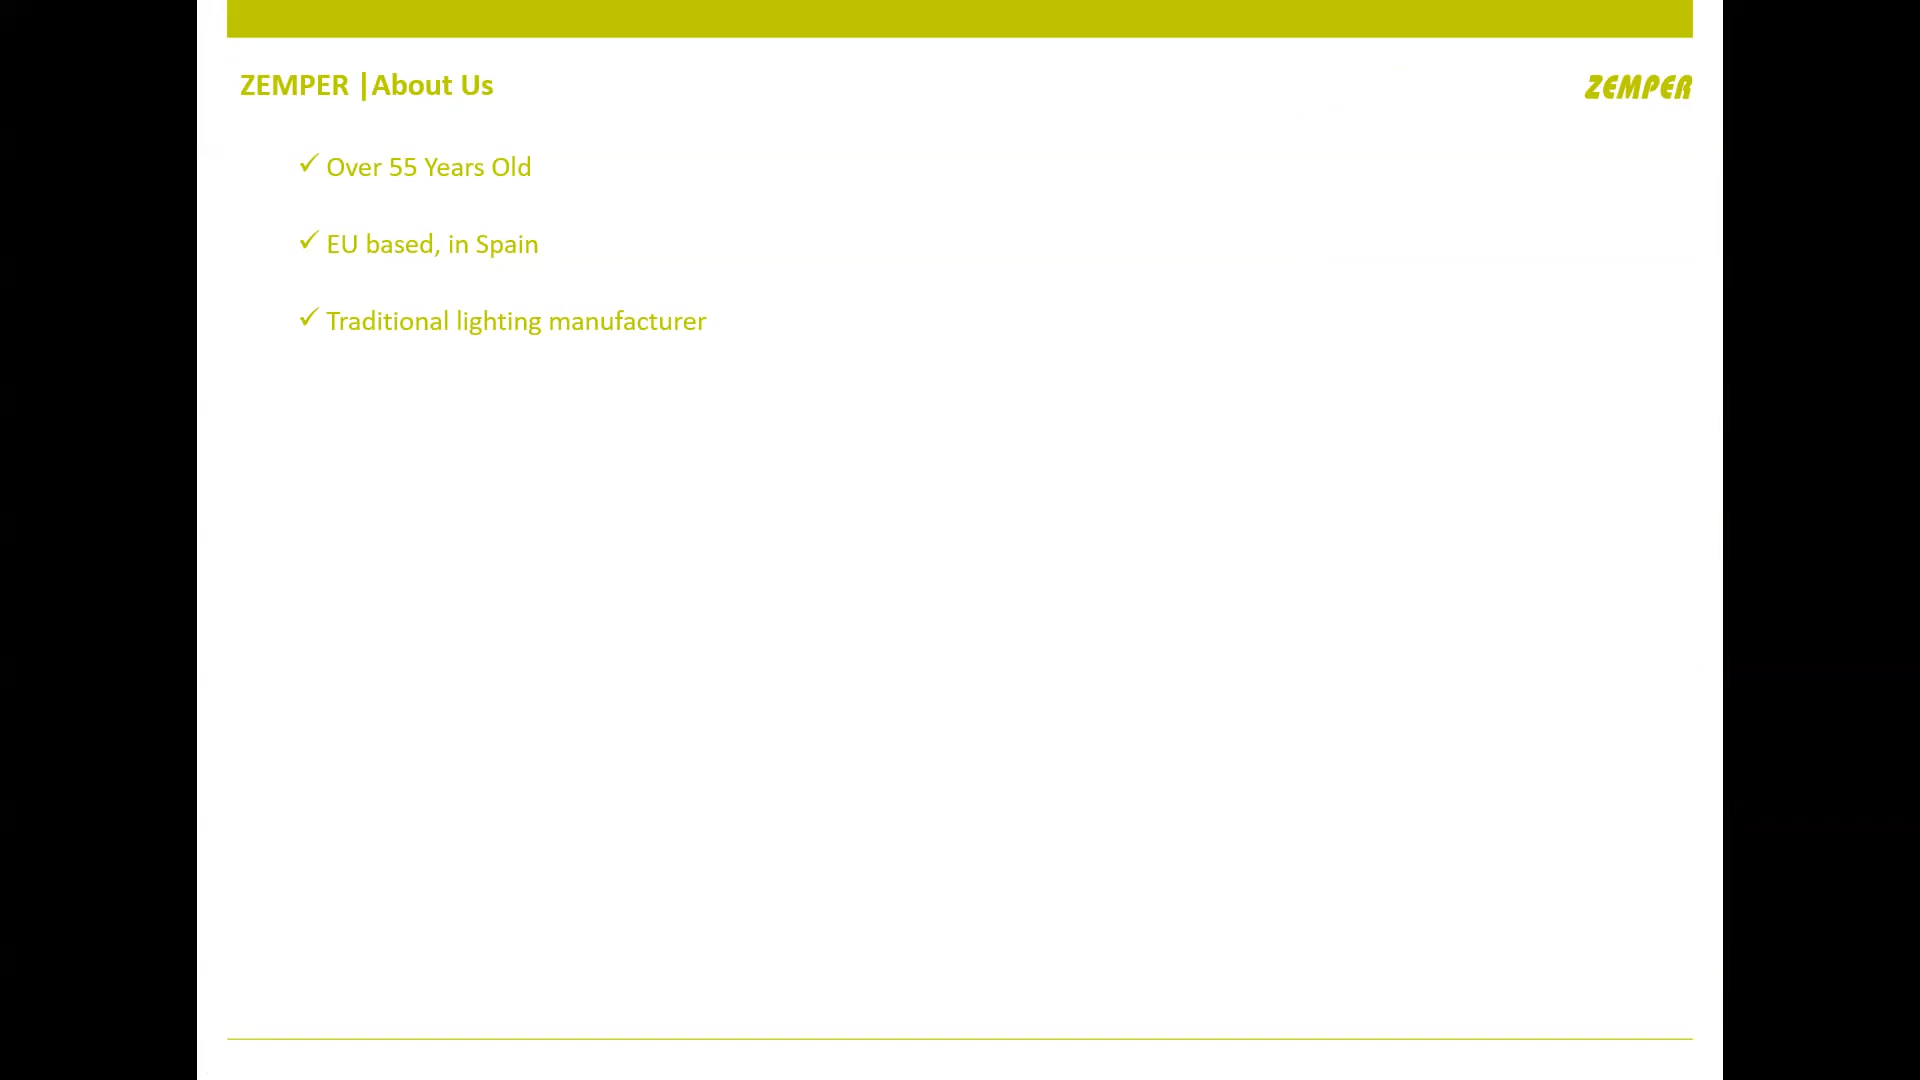 ZEMPER |About Us
ZEMPER
✓ Over 55 Years Old
✓ EU based, in Spain
✓ Traditional lighting manufacturer